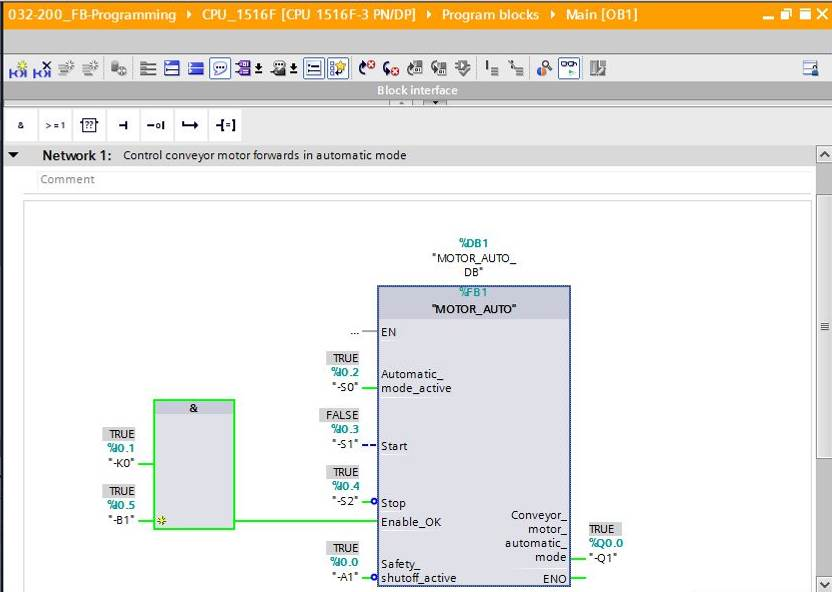 032-200_FB-Programming ▸ CPU_1516F [CPU 1516F-3 PN/DP] ▸ Program blocks ▸ Main [OB1]
Block interface
& >=1 ??
Network 1: Control conveyor motor forwards in automatic mode
Comment
%DB1
"MOTOR_AUTO_
DB"
%FB1
"MOTOR_AUTO"
... EN
TRUE
%I0.2
"-S0"
Automatic_
mode_active
FALSE
%I0.3
"-S1"
Start
TRUE
%I0.4
"-S2"
Stop
&
TRUE
%I0.1
"-K0"
TRUE
%I0.5
"-B1"
Enable_OK
TRUE
%I0.0
"-A1"
Safety_
shutoff_active
Conveyor_
motor_
automatic_
mode
TRUE
%Q0.0
"-Q1"
ENO